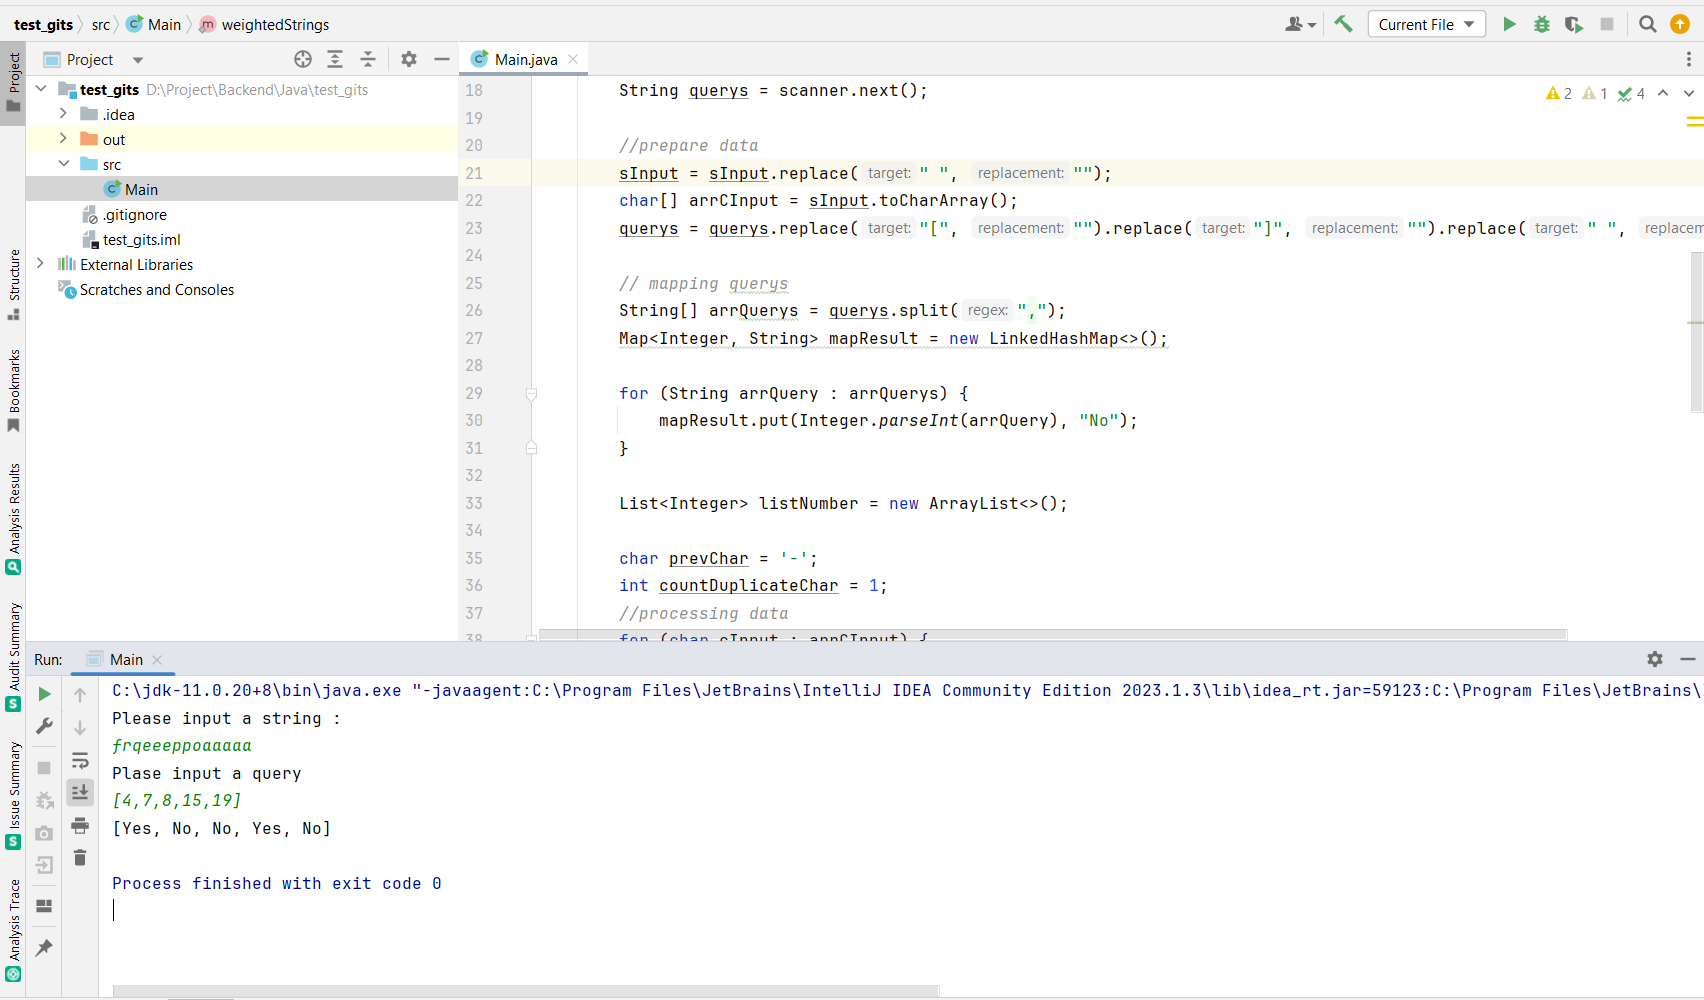 test_gits src Main weightedStrings Current File
Project Main.java
test_gits D:\Project\Backend\Java\test_gits
.idea
out
src
Main
.gitignore
test_gits.iml
External Libraries
Scratches and Consoles
Project
Structure
Bookmarks
Analysis Results
Audit Summary
Issue Summary
Analysis Trace
2 1 4
18 String querys = scanner.next();
19
20 //prepare data
21 sInput = sInput.replace( target: " ", replacement: "");
22 char[] arrCInput = sInput.toCharArray();
23 querys = querys.replace( target: "[", replacement: "").replace( target: "]", replacement: "").replace( target: " ", replacem
24
25 // mapping querys
26 String[] arrQuerys = querys.split( regex: ",");
27 Map<Integer, String> mapResult = new LinkedHashMap<>();
28
29 for (String arrQuery : arrQuerys) {
30 mapResult.put(Integer.parseInt(arrQuery), "No");
31 }
32
33 List<Integer> listNumber = new ArrayList<>();
34
35 char prevChar = '-';
36 int countDuplicateChar = 1;
37 //processing data
38 for (char cInput : arrCInput) {
Run: Main
C:\jdk-11.0.20+8\bin\java.exe "-javaagent:C:\Program Files\JetBrains\IntelliJ IDEA Community Edition 2023.1.3\lib\idea_rt.jar=59123:C:\Program Files\JetBrains\
Please input a string :
frqeeeppoaaaaa
Plase input a query
[4,7,8,15,19]
[Yes, No, No, Yes, No]
Process finished with exit code 0